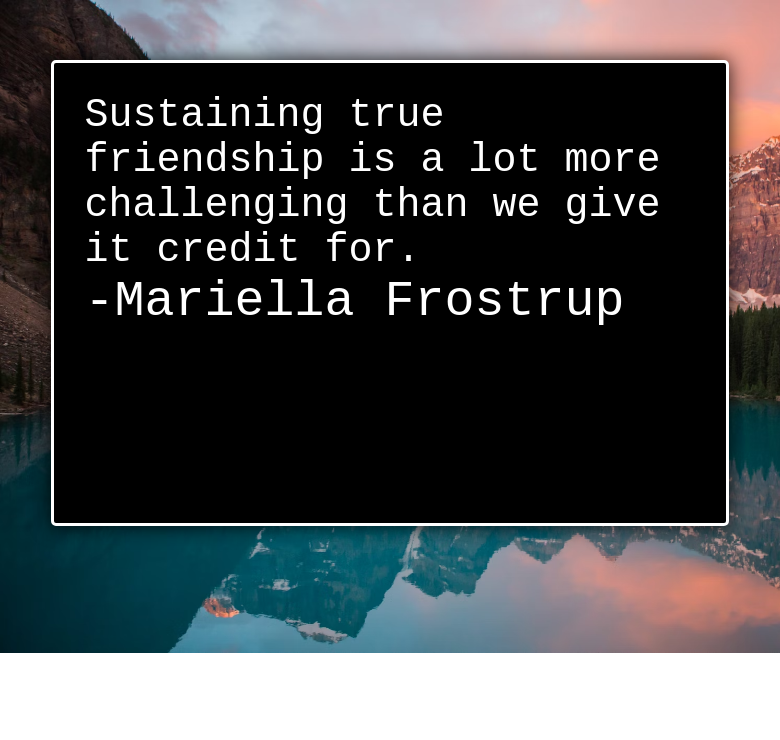 Sustaining true
friendship is a lot more
challenging than we give
it credit for.
-Mariella Frostrup